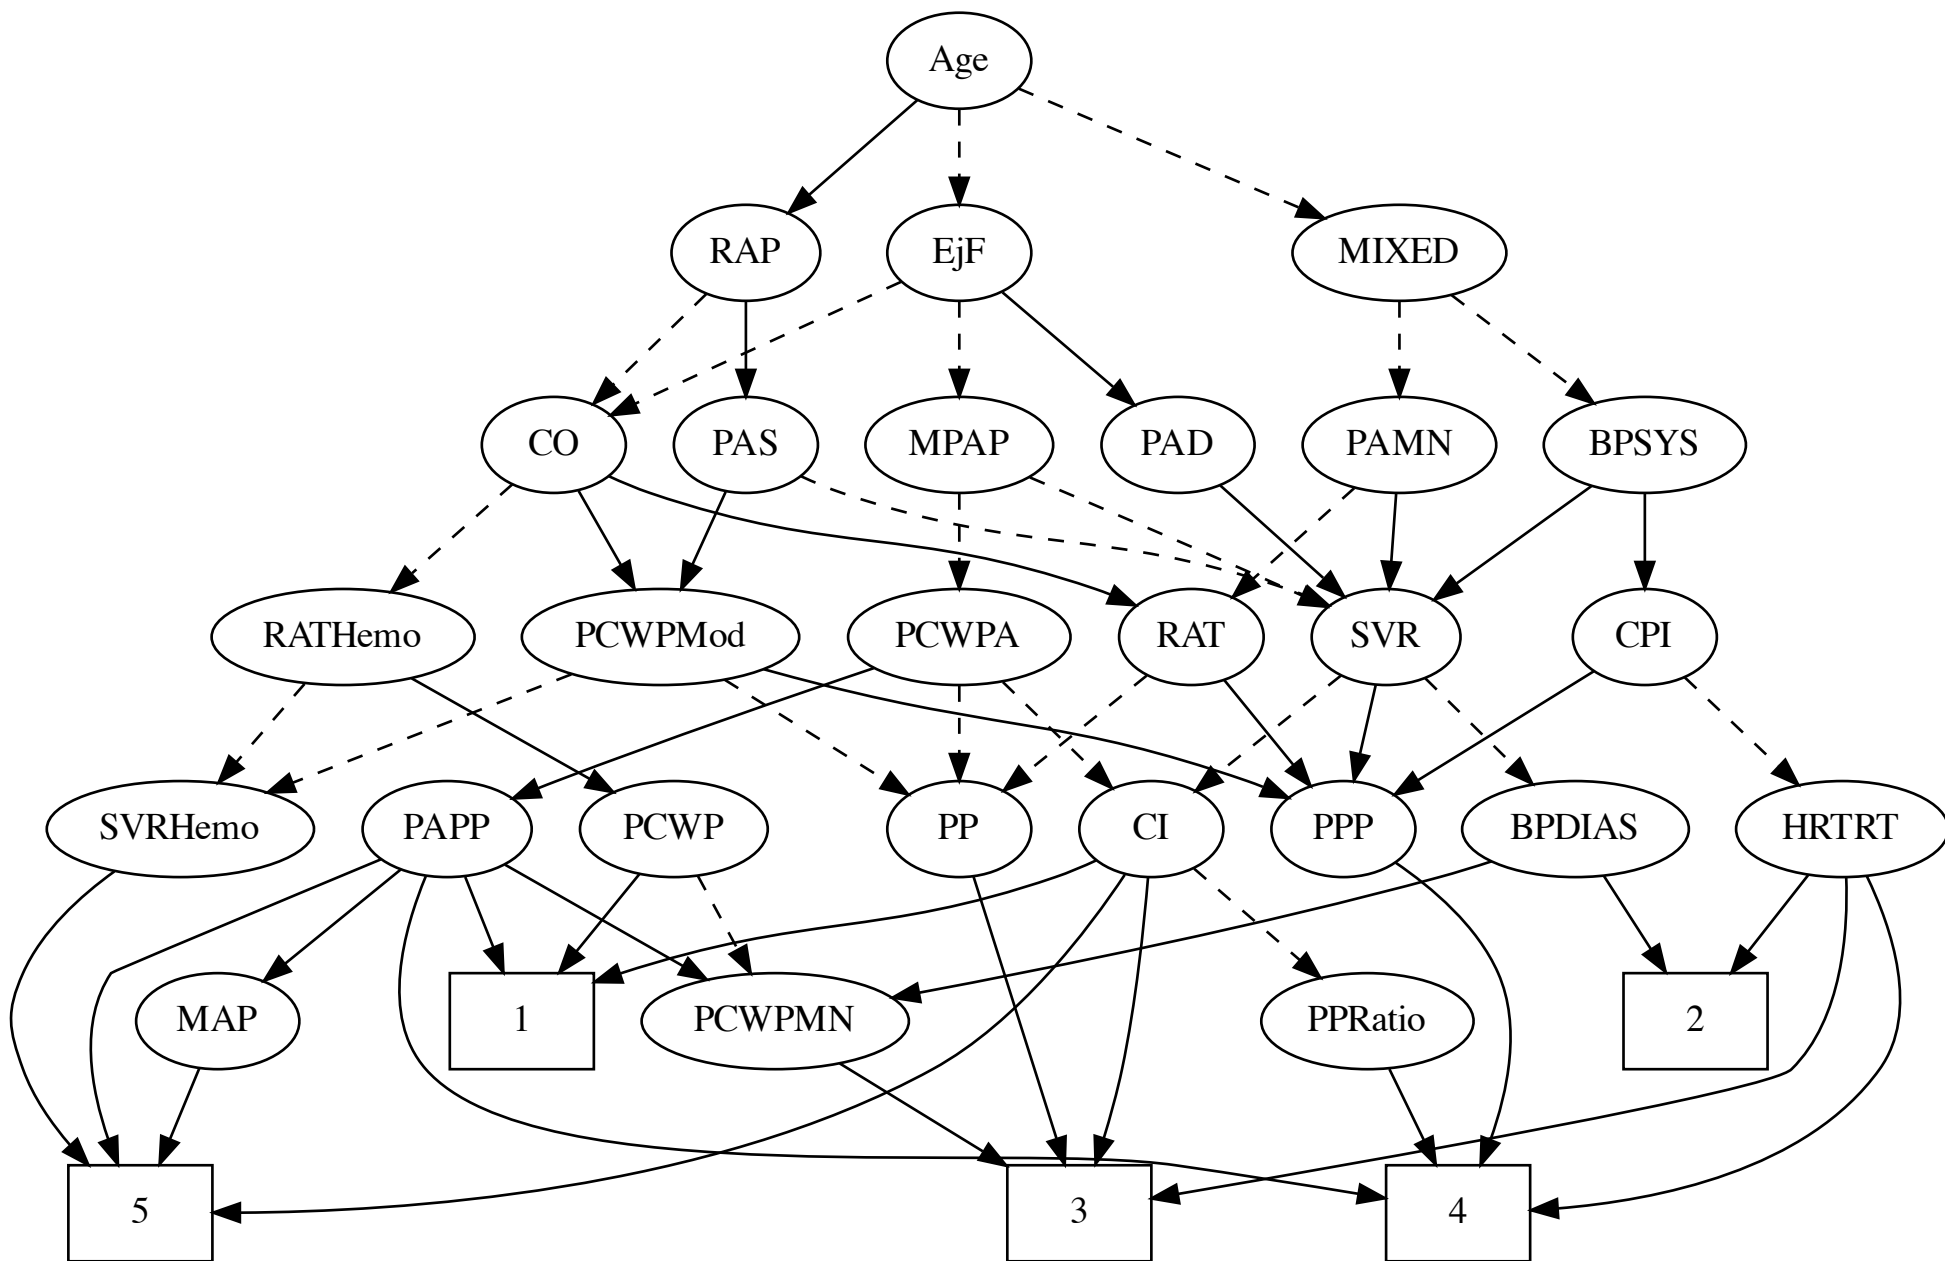 Age
RAP EjF MIXED
CO PAS MPAP PAD PAMN BPSYS
RATHemo PCWPMod PCWPA RAT SVR CPI
SVRHemo PAPP PCWP PP CI PPP BPDIAS HRTRT
MAP 1 PCWPMN PPRatio 2
5 3 4